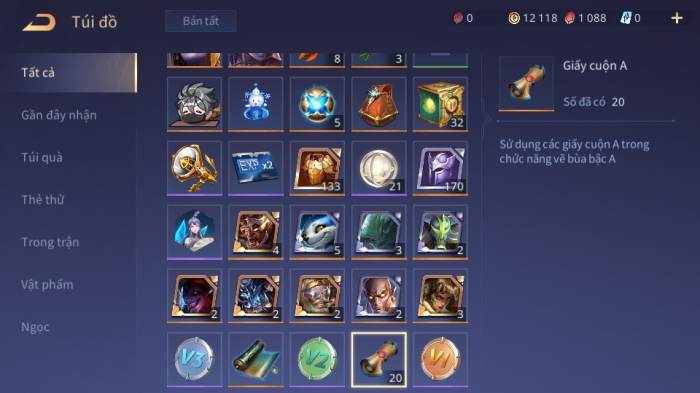 Túi đồ
Bán tất
0
12 118
1 088
0
Tất cả
Gần đây nhận
Túi quà
Thẻ thử
Trong trận
Vật phẩm
Ngọc
8
3
5
32
EXP x2
133
21
170
4
5
3
2
2
2
2
2
3
V3
V2
20
V1
Giấy cuộn A
Số đã có 20
Sử dụng các giấy cuộn A trong
chức năng vẽ bùa bậc A